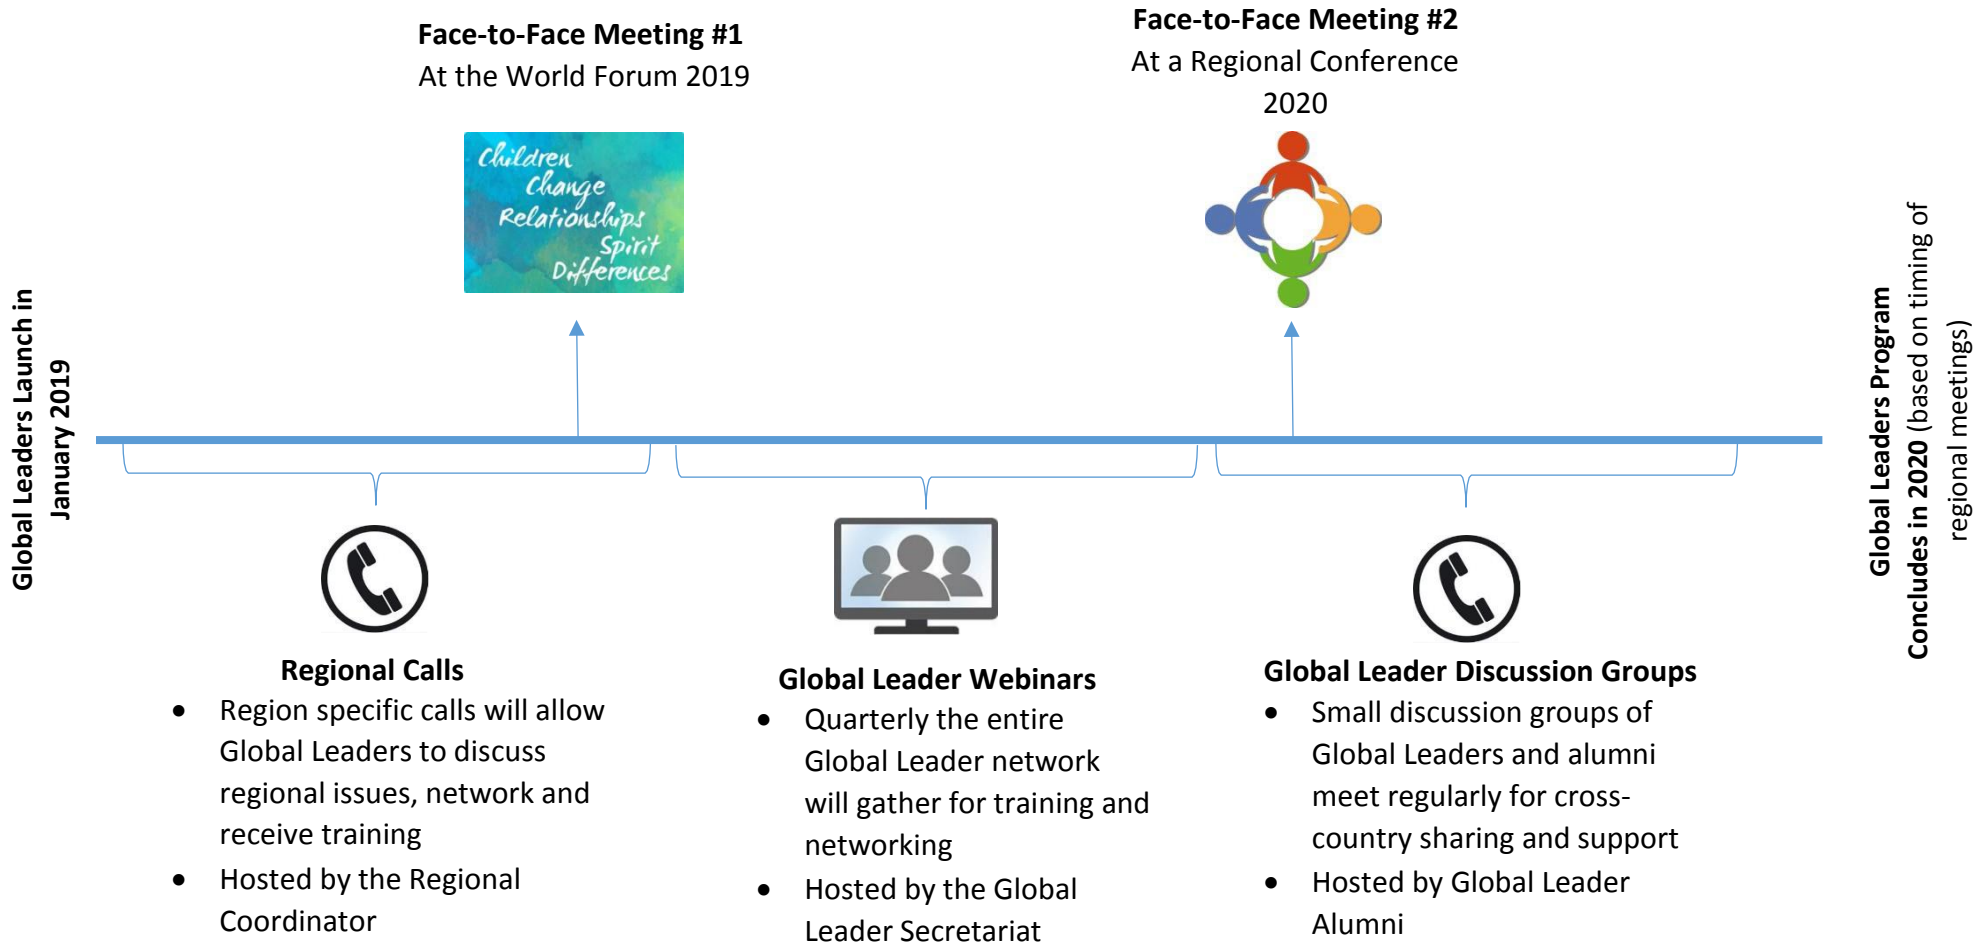 Face-to-Face Meeting #1
At the World Forum 2019
Face-to-Face Meeting #2
At a Regional Conference
2020
Children
Change
Relationships
Spirit
Differences
Global Leaders Launch in
January 2019
Global Leaders Program
Concludes in 2020 (based on timing of
regional meetings)
Regional Calls
• Region specific calls will allow
Global Leaders to discuss
regional issues, network and
receive training
• Hosted by the Regional
Coordinator
Global Leader Webinars
• Quarterly the entire
Global Leader network
will gather for training and
networking
• Hosted by the Global
Leader Secretariat
Global Leader Discussion Groups
• Small discussion groups of
Global Leaders and alumni
meet regularly for cross-
country sharing and support
• Hosted by Global Leader
Alumni